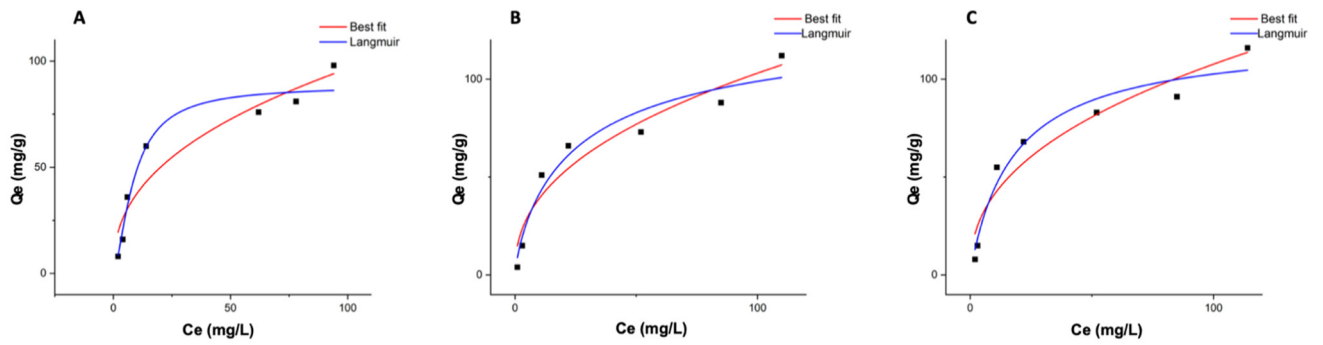 A
Best fit
Langmuir
100
50
0
Qe (mg/g)
0
50
100
Ce (mg/L)
B
Best fit
Langmuir
100
0
Qe (mg/g)
0
100
Ce (mg/L)
C
Best fit
Langmuir
100
0
Qe (mg/g)
0
100
Ce (mg/L)